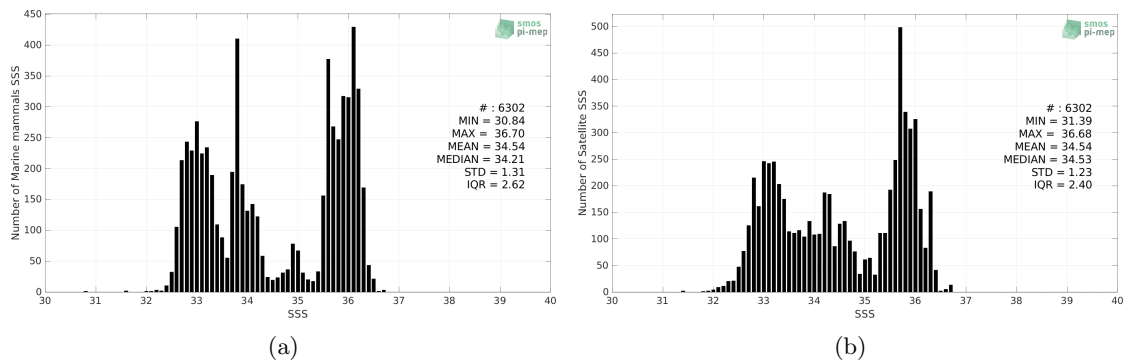 450
400
350
300
250
200
150
100
50
0
Number of Marine mammals SSS
30 31 32 33 34 35 36 37 38 39 40
SSS
smos
pi-mep
# : 6302
MIN = 30.84
MAX = 36.70
MEAN = 34.54
MEDIAN = 34.21
STD = 1.31
IQR = 2.62
(a)
500
450
400
350
300
250
200
150
100
50
0
Number of Satellite SSS
30 31 32 33 34 35 36 37 38 39 40
SSS
smos
pi-mep
# : 6302
MIN = 31.39
MAX = 36.68
MEAN = 34.54
MEDIAN = 34.53
STD = 1.23
IQR = 2.40
(b)